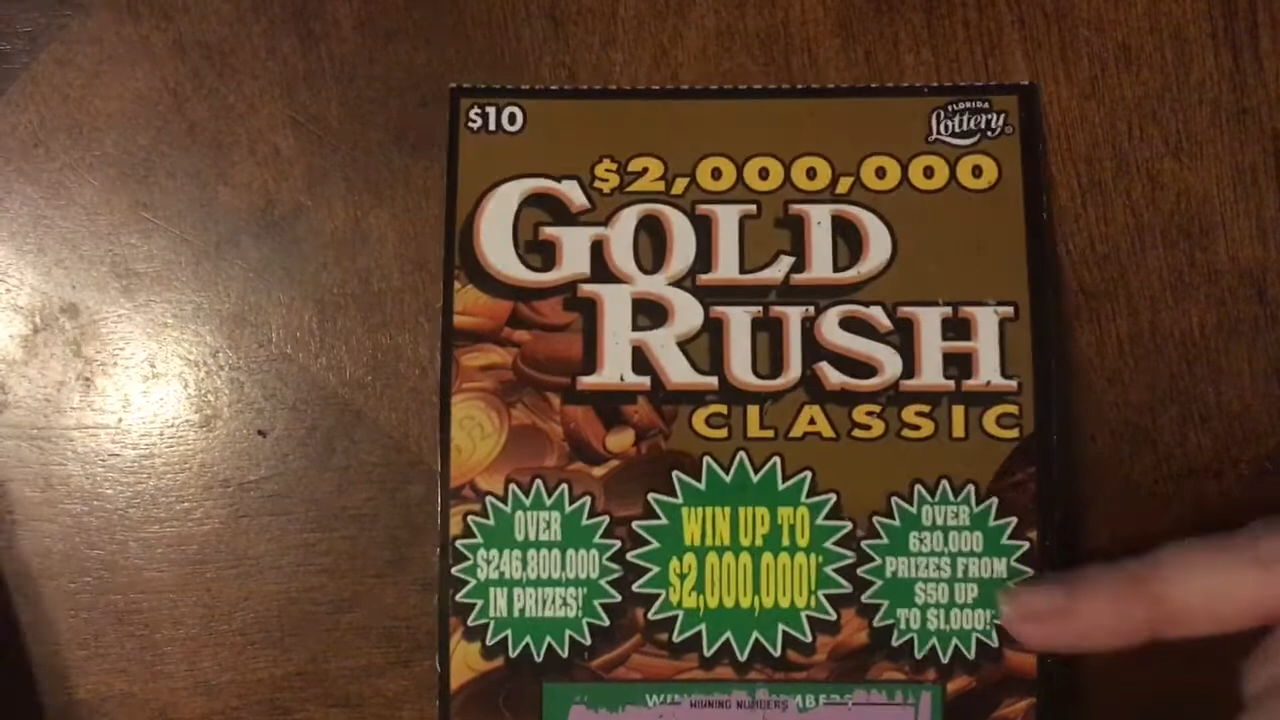 $10
FLORIDA
Lottery
$2,000,000
GOLD
RUSH
CLASSIC
OVER
$246,800,000
IN PRIZES!*
WIN UP TO
$2,000,000!*
OVER
630,000
PRIZES FROM
$50 UP
TO $1,000!*
WINNING NUMBERS